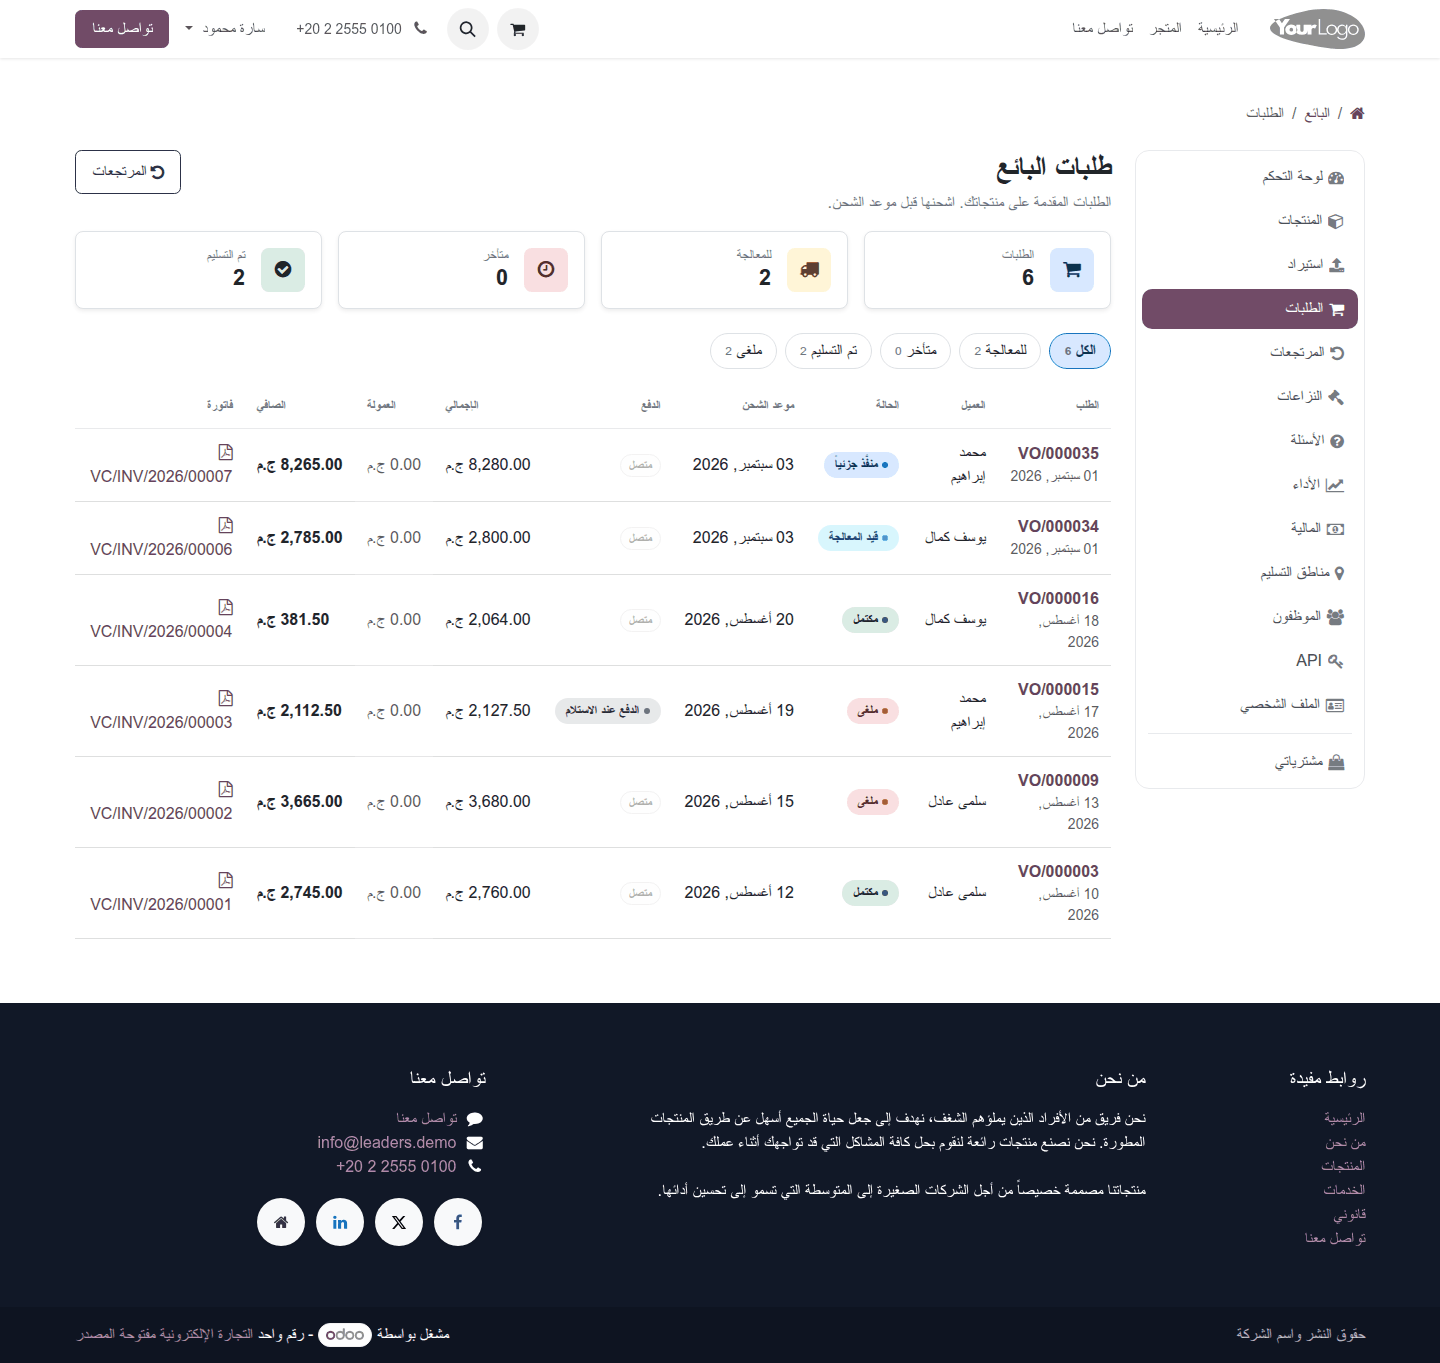 YourLogo
الرئيسية
المتجر
تواصل معنا
+20 2 2555 0100
سارة محمود
تواصل معنا
/ البائع / الطلبات
لوحة التحكم
المنتجات
استيراد
الطلبات
المرتجعات
النزاعات
الأسئلة
الأداء
المالية
مناطق التسليم
الموظفون
API
الملف الشخصي
مشترياتي
طلبات البائع
الطلبات المقدمة على منتجاتك. اشحنها قبل موعد الشحن.
المرتجعات
الطلبات
6
للمعالجة
2
متأخر
0
تم التسليم
2
الكل 6
للمعالجة 2
متأخر 0
تم التسليم 2
ملغى 2
الطلب العميل الحالة موعد الشحن الدفع الإجمالي العمولة الصافي فاتورة
VO/000035
01 سبتمبر, 2026
محمد
إبراهيم
منفَّذ جزئياً
03 سبتمبر, 2026
متصل
8,280.00 ج.م
0.00 ج.م
8,265.00 ج.م
VC/INV/2026/00007
VO/000034
01 سبتمبر, 2026
يوسف كمال
قيد المعالجة
03 سبتمبر, 2026
متصل
2,800.00 ج.م
0.00 ج.م
2,785.00 ج.م
VC/INV/2026/00006
VO/000016
18 أغسطس,
2026
يوسف كمال
مكتمل
20 أغسطس, 2026
متصل
2,064.00 ج.م
0.00 ج.م
381.50 ج.م
VC/INV/2026/00004
VO/000015
17 أغسطس,
2026
محمد
إبراهيم
ملغى
19 أغسطس, 2026
الدفع عند الاستلام
2,127.50 ج.م
0.00 ج.م
2,112.50 ج.م
VC/INV/2026/00003
VO/000009
13 أغسطس,
2026
سلمى عادل
ملغى
15 أغسطس, 2026
متصل
3,680.00 ج.م
0.00 ج.م
3,665.00 ج.م
VC/INV/2026/00002
VO/000003
10 أغسطس,
2026
سلمى عادل
مكتمل
12 أغسطس, 2026
متصل
2,760.00 ج.م
0.00 ج.م
2,745.00 ج.م
VC/INV/2026/00001
روابط مفيدة
الرئيسية
من نحن
المنتجات
الخدمات
قانوني
تواصل معنا
من نحن
نحن فريق من الأفراد الذين يملؤهم الشغف، نهدف إلى جعل حياة الجميع أسهل عن طريق المنتجات
المطورة. نحن نصنع منتجات رائعة لنقوم بحل كافة المشاكل التي قد تواجهك أثناء عملك.
منتجاتنا مصممة خصيصاً من أجل الشركات الصغيرة إلى المتوسطة التي تسمو إلى تحسين أدائها.
تواصل معنا
تواصل معنا
info@leaders.demo
+20 2 2555 0100
حقوق النشر واسم الشركة
مشغل بواسطة odoo - رقم واحد التجارة الإلكترونية مفتوحة المصدر